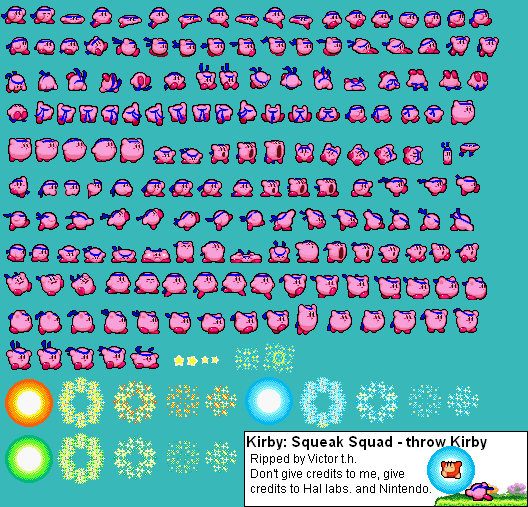 Kirby: Squeak Squad - throw Kirby
Ripped by Victor t.h.
Don't give credits to me, give
credits to Hal labs. and Nintendo.